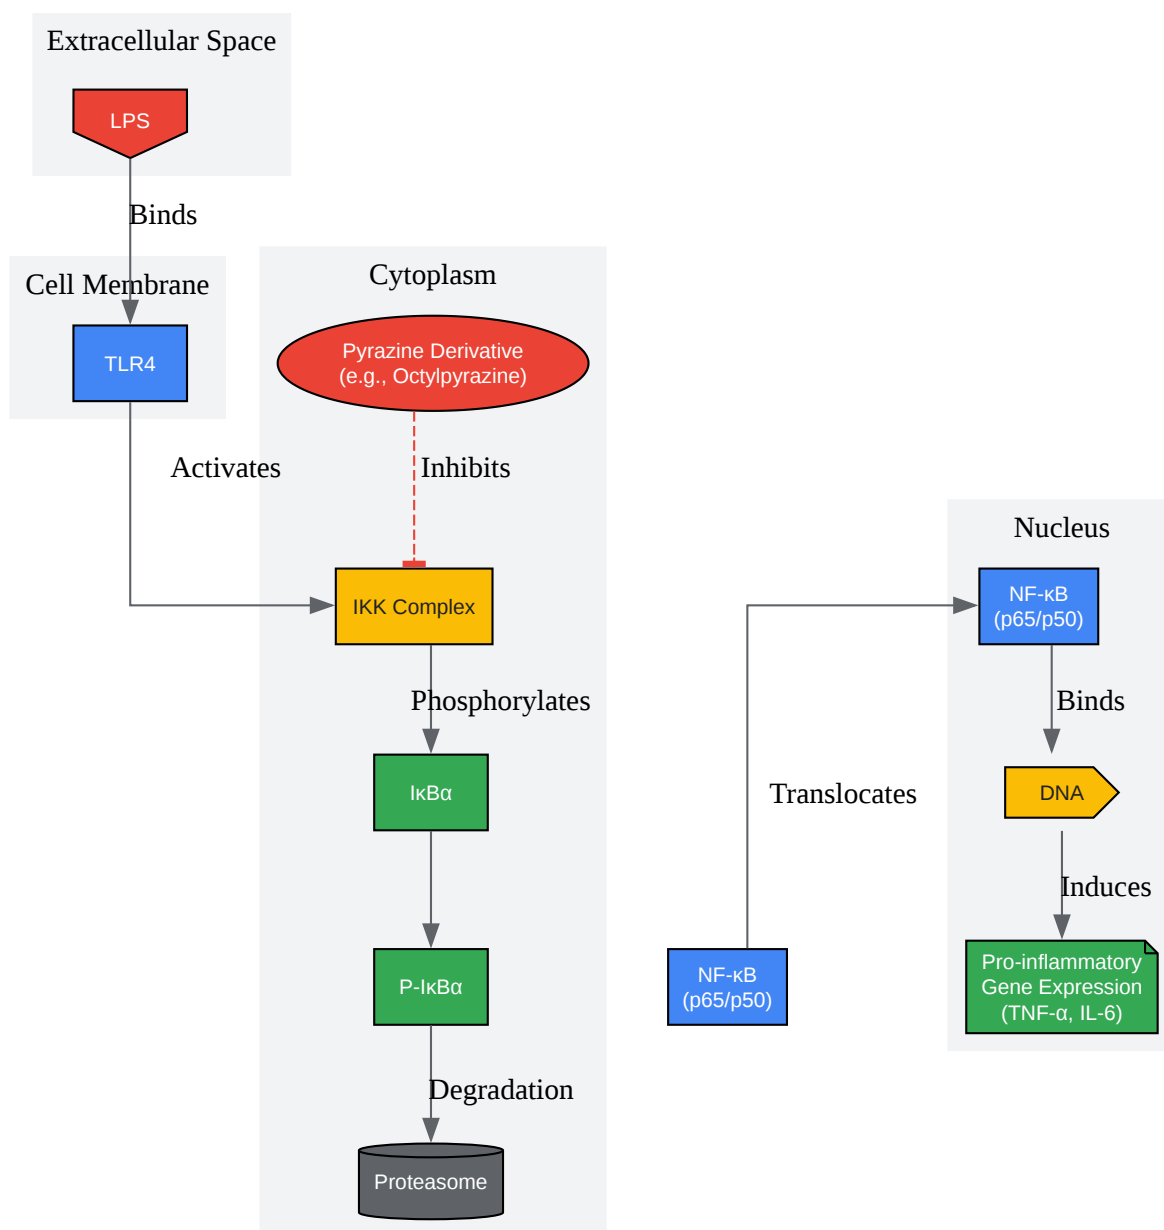 Extracellular Space
LPS
Binds
Cell Membrane
TLR4
Activates
Cytoplasm
Pyrazine Derivative
(e.g., Octylpyrazine)
Inhibits
IKK Complex
Phosphorylates
IκBα
P-IκBα
Degradation
Proteasome
NF-κB
(p65/p50)
Translocates
Nucleus
NF-κB
(p65/p50)
Binds
DNA
Induces
Pro-inflammatory
Gene Expression
(TNF-α, IL-6)